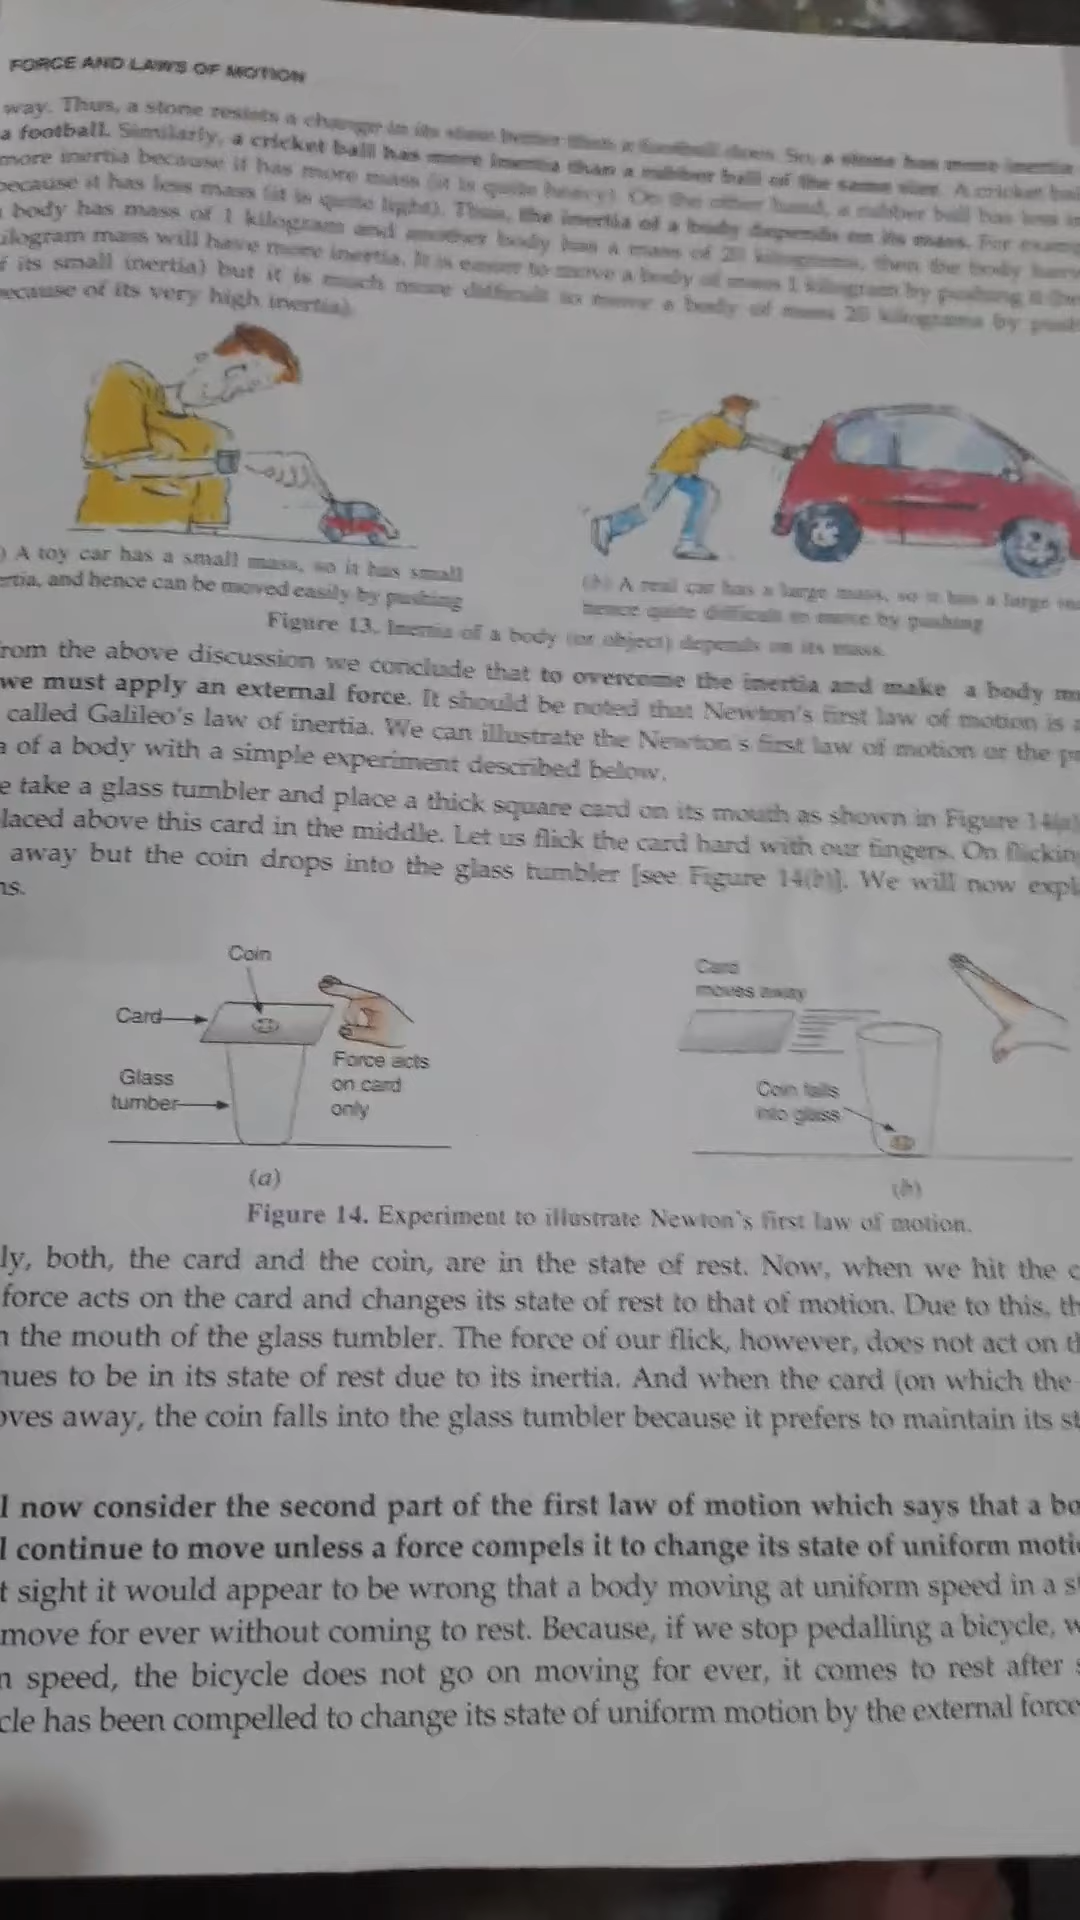 FORCE AND LAWS OF MOTION
way. Thus, a stone resists a change in its state better than a football does. So, a stone has more inertia
a football. Similarly, a cricket ball has more inertia than a rubber ball of the same size. A cricket ball
more inertia because it has more mass (it is quite heavy). On the other hand, a rubber ball has less
because it has less mass (it is quite light). Thus, the inertia of a body depends on its mass. For
body has mass of 1 kilogram and another body has a mass of 20 kilograms, then the body
mass will have more inertia. It is easier to move a body of mass 1 kilogram by pushing it
its small inertia) but it is much more difficult to move a body of mass 20 kilograms by
of its very high inertia).
) A toy car has a small mass, so it has small
and hence can be moved easily by pushing
(b) A real car has a large mass, so it has a large
hence quite difficult to move by pushing
Figure 13. Inertia of a body (or object) depends on its mass.
rom the above discussion we conclude that to overcome the inertia and make a body
we must apply an external force. It should be noted that Newton's first law of motion is
called Galileo's law of inertia. We can illustrate the Newton's first law of motion or the
of a body with a simple experiment described below.
e take a glass tumbler and place a thick square card on its mouth as shown in Figure 14(a)
laced above this card in the middle. Let us flick the card hard with our fingers. On
away but the coin drops into the glass tumbler [see Figure 14(b)]. We will now
ns.
Coin
Card
Glass
tumber
Force acts
on card
only
(a)
Card
moves away
Coin falls
into glass
(b)
Figure 14. Experiment to illustrate Newton's first law of motion.
ly, both, the card and the coin, are in the state of rest. Now, when we hit the c
force acts on the card and changes its state of rest to that of motion. Due to this, th
the mouth of the glass tumbler. The force of our flick, however, does not act on th
nues to be in its state of rest due to its inertia. And when the card (on which the
oves away, the coin falls into the glass tumbler because it prefers to maintain its st
l now consider the second part of the first law of motion which says that a bo
l continue to move unless a force compels it to change its state of uniform moti
t sight it would appear to be wrong that a body moving at uniform speed in a s
move for ever without coming to rest. Because, if we stop pedalling a bicycle, w
n speed, the bicycle does not go on moving for ever, it comes to rest after s
cle has been compelled to change its state of uniform motion by the external force